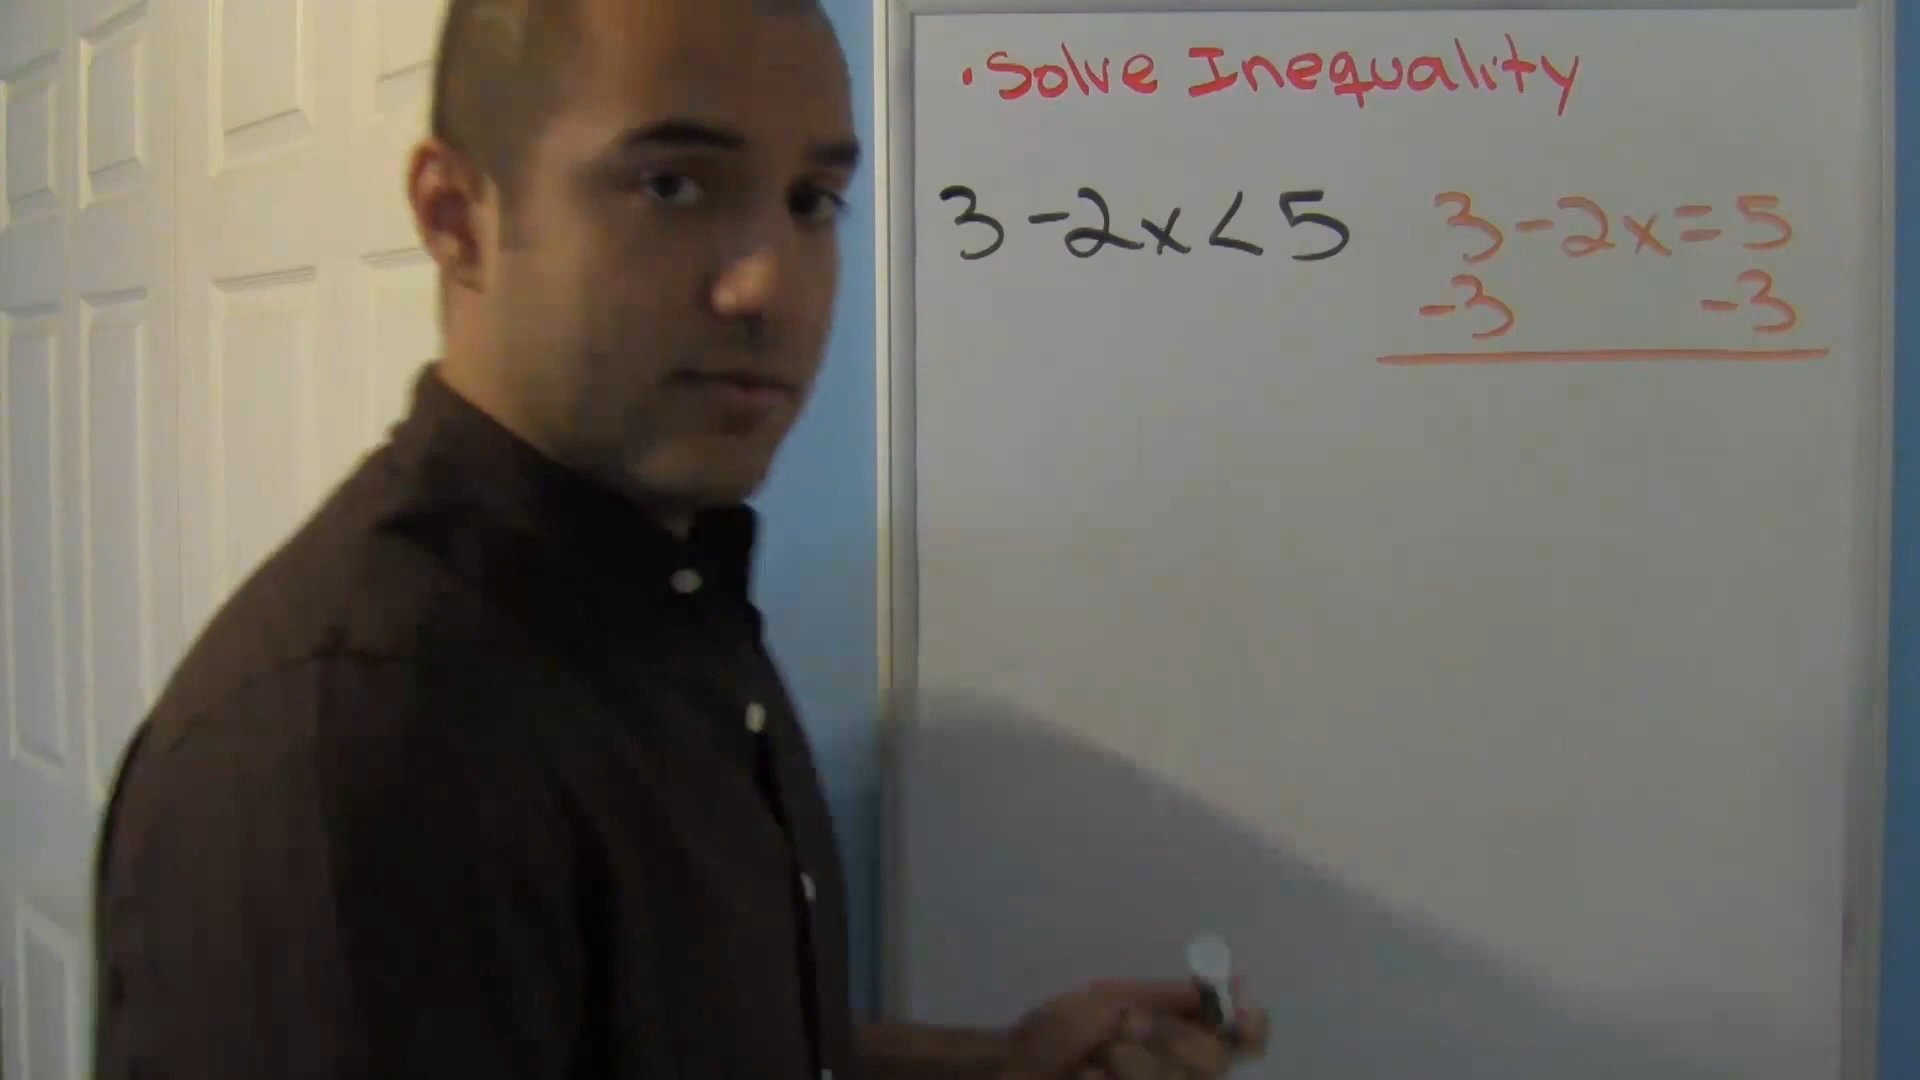 • Solve Inequality
3 - 2x < 5
3 - 2x = 5
-3 -3